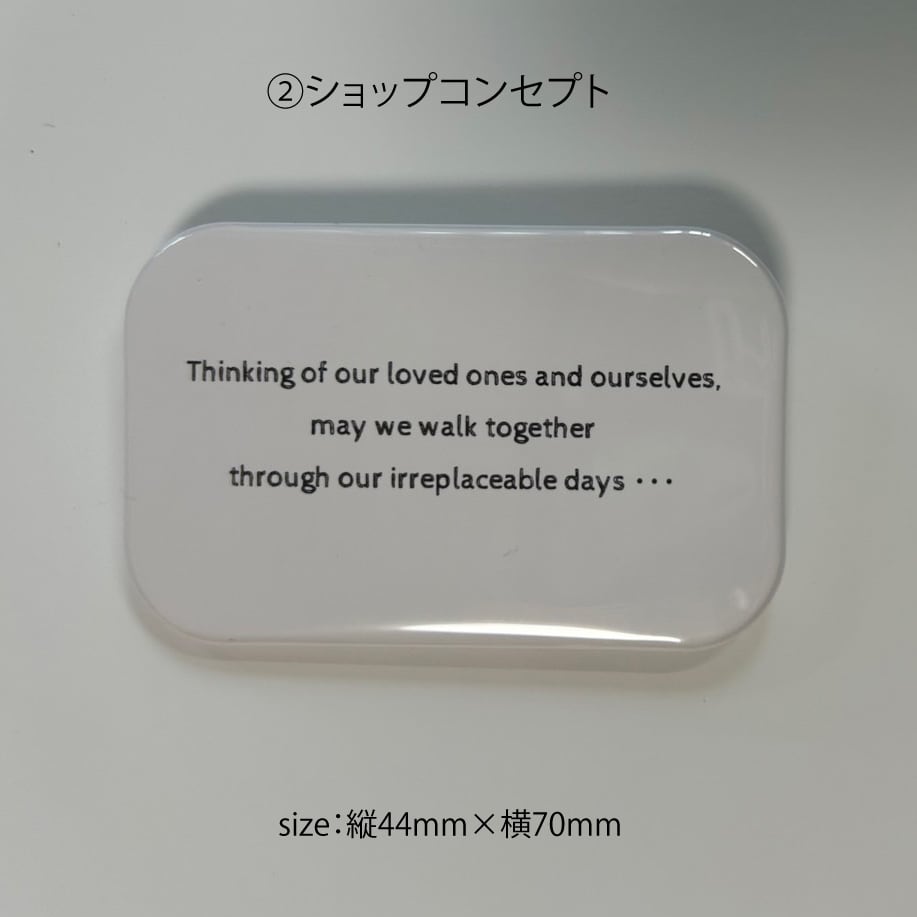 ②ショップコンセプト
Thinking of our loved ones and ourselves,
may we walk together
through our irreplaceable days ･･･
size：縦44mm×横70mm